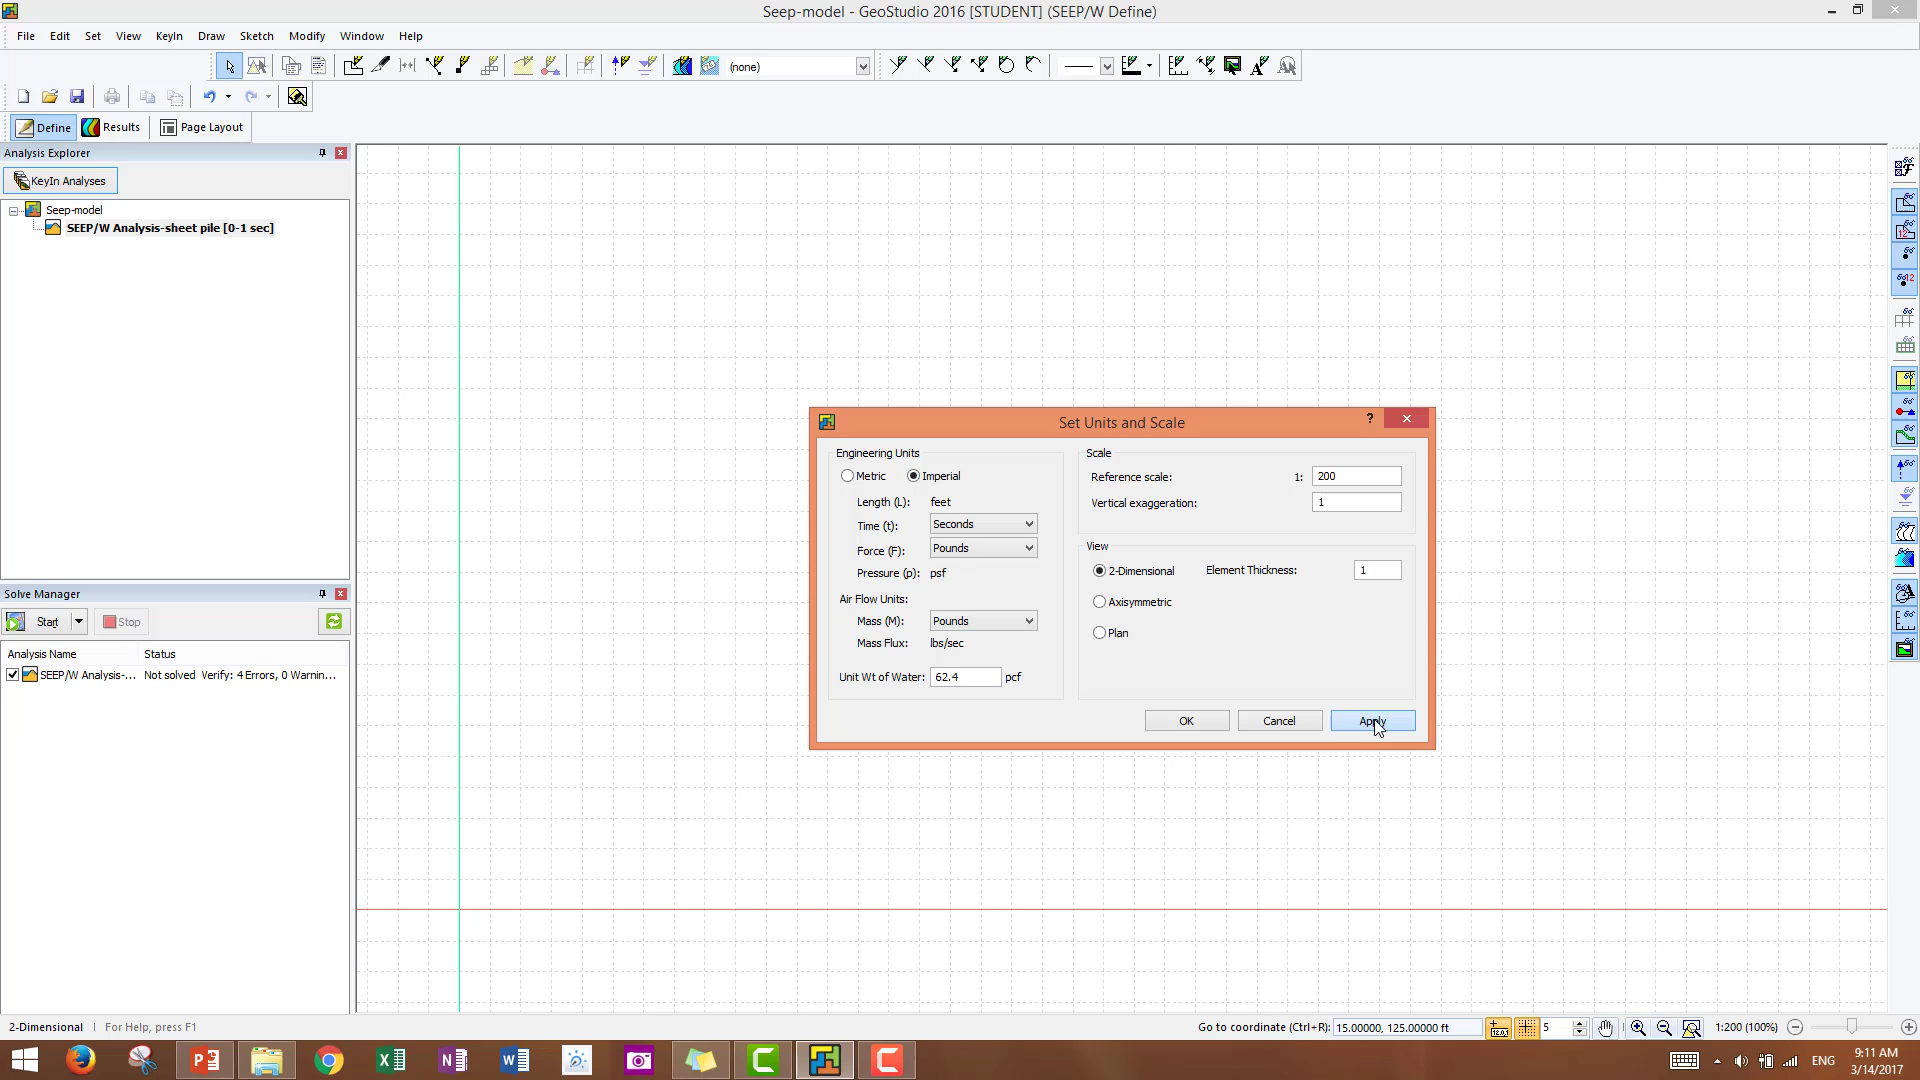 Seep-model - GeoStudio 2016 [STUDENT] (SEEP/W Define)
File Edit Set View KeyIn Draw Sketch Modify Window Help
(none)
Define Results Page Layout
Analysis Explorer
KeyIn Analyses
Seep-model
SEEP/W Analysis-sheet pile [0-1 sec]
Set Units and Scale
Engineering Units
Metric Imperial
Length (L): feet
Time (t): Seconds
Force (F): Pounds
Pressure (p): psf
Air Flow Units:
Mass (M): Pounds
Mass Flux: lbs/sec
Unit Wt of Water: 62.4 pcf
Scale
Reference scale: 1: 200
Vertical exaggeration: 1
View
2-Dimensional Element Thickness: 1
Axisymmetric
Plan
OK Cancel Apply
Solve Manager
Start Stop
Analysis Name Status
SEEP/W Analysis-... Not solved Verify: 4 Errors, 0 Warnin...
2-Dimensional For Help, press F1
Go to coordinate (Ctrl+R): 15.00000, 125.00000 ft 5 1:200 (100%)
ENG 9:11 AM
3/14/2017